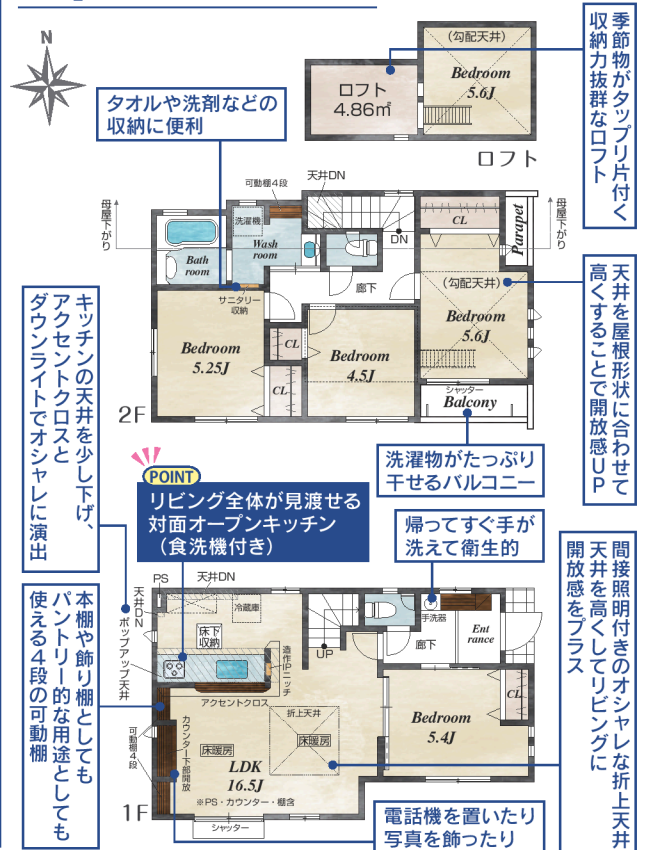 N
季節物がタップリ片付く
収納力抜群なロフト
(勾配天井)
Bedroom
5.6J
ロフト
4.86㎡
ロフト
タオルや洗剤などの
収納に便利
可動棚4段
天井DN
母屋下がり
洗濯機
Wash
room
Bath
room
サニタリー
収納
DN
廊下
CL
Parapet
母屋下がり
(勾配天井)
Bedroom
5.6J
Bedroom
5.25J
CL
CL
Bedroom
4.5J
シャッター
Balcony
2F
天井を屋根形状に合わせて
高くすることで開放感UP
キッチンの天井を少し下げ、
アクセントクロスと
ダウンライトでオシャレに演出
洗濯物がたっぷり
干せるバルコニー
POINT
リビング全体が見渡せる
対面オープンキッチン
(食洗機付き)
帰ってすぐ手が
洗えて衛生的
間接照明付きのオシャレな折上天井
天井を高くしてリビングに
開放感をプラス
本棚や飾り棚としても
パントリー的な用途としても
使える4段の可動棚
PS
天井DN
天井DN
ポップアップ天井
冷蔵庫
床下
収納
造作IPニッチ
UP
手洗器
廊下
Ent
rance
アクセントクロス
折上天井
床暖房
床暖房
カウンター
下部開放
可動棚4段
LDK
16.5J
※PS・カウンター・棚含
シャッター
CL
Bedroom
5.4J
1F
電話機を置いたり
写真を飾ったり